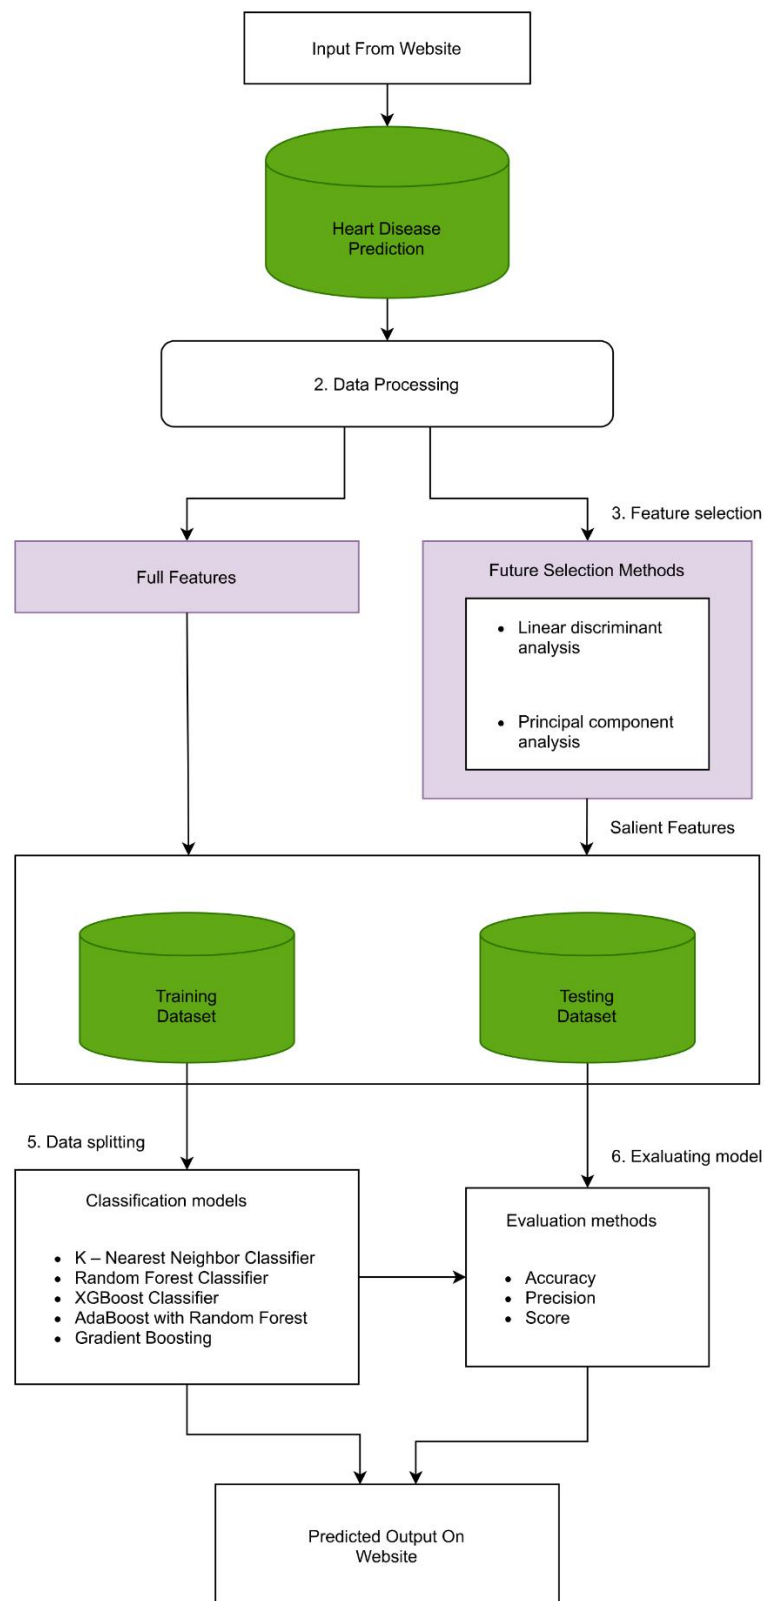 Input From Website
Heart Disease
Prediction
2. Data Processing
3. Feature selection
Full Features
Future Selection Methods
• Linear discriminant
analysis
• Principal component
analysis
Salient Features
Training
Dataset
Testing
Dataset
5. Data splitting
6. Exaluating model
Classification models
• K – Nearest Neighbor Classifier
• Random Forest Classifier
• XGBoost Classifier
• AdaBoost with Random Forest
• Gradient Boosting
Evaluation methods
• Accuracy
• Precision
• Score
Predicted Output On
Website